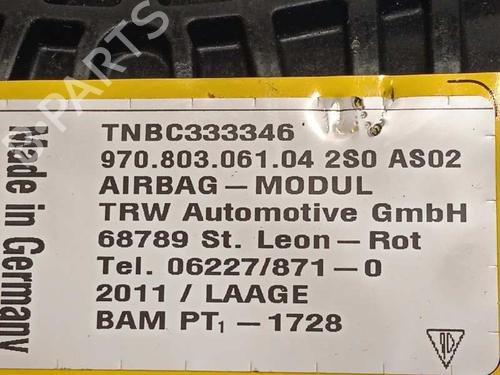 B-PARTS
TNBC333346
970.803.061.04 2S0 AS02
AIRBAG – MODUL
TRW Automotive GmbH
68789 St. Leon – Rot
Tel. 06227/871 – 0
2011 / LAAGE
BAM PT₁ – 1728
Made in Germany